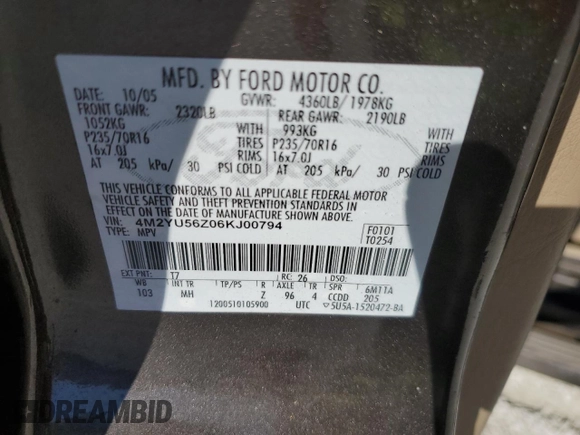 MFD. BY FORD MOTOR CO.
DATE: 10/05 GVWR: 4360LB/ 1978KG
FRONT GAWR: 2320LB REAR GAWR: 2190LB
1052KG WITH 993KG WITH
P235/70R16 TIRES P235/70R16 TIRES
16x7.0J RIMS 16x7.0J RIMS
AT 205 kPa/ 30 PSI COLD AT 205 kPa/ 30 PSI COLD
THIS VEHICLE CONFORMS TO ALL APPLICABLE FEDERAL MOTOR
VEHICLE SAFETY AND THEFT PREVENTION STANDARDS IN
EFFECT ON THE DATE OF MANUFACTURE SHOWN ABOVE.
VIN: 4M2YU56Z06KJ00794 F0101
TYPE: MPV T0254
EXT PNT: T7 RC: 26 DSO:
WB INT TR TP/PS R AXLE TR SPR 6M11A
103 MH Z 96 4 CCDD 205
1200510105900 UTC ▽5U5A-1520472-BA
DREAMBID